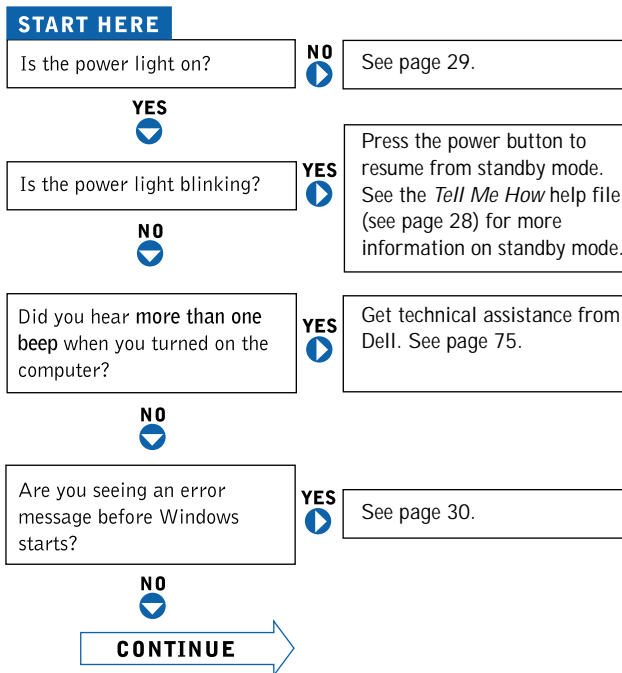 START HERE
Is the power light on?
NO
See page 29.
YES
Is the power light blinking?
YES
Press the power button to
resume from standby mode.
See the Tell Me How help file
(see page 28) for more
information on standby mode.
NO
Did you hear more than one
beep when you turned on the
computer?
YES
Get technical assistance from
Dell. See page 75.
NO
Are you seeing an error
message before Windows
starts?
YES
See page 30.
NO
CONTINUE